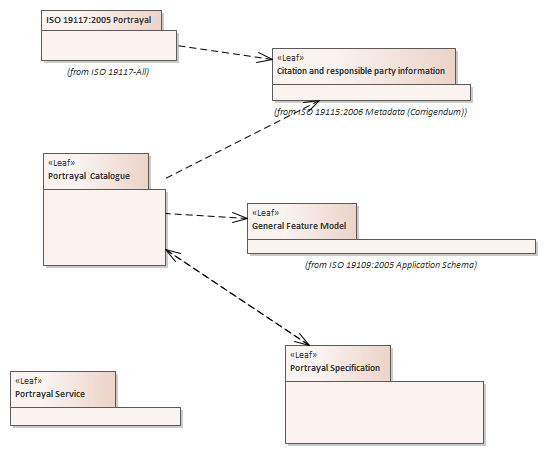 ISO 19117:2005 Portrayal
(from ISO 19117-All)
«Leaf»
Citation and responsible party information
(from ISO 19115:2006 Metadata (Corrigendum))
«Leaf»
Portrayal  Catalogue
«Leaf»
General Feature Model
(from ISO 19109:2005 Application Schema)
«Leaf»
Portrayal Specification
«Leaf»
Portrayal Service